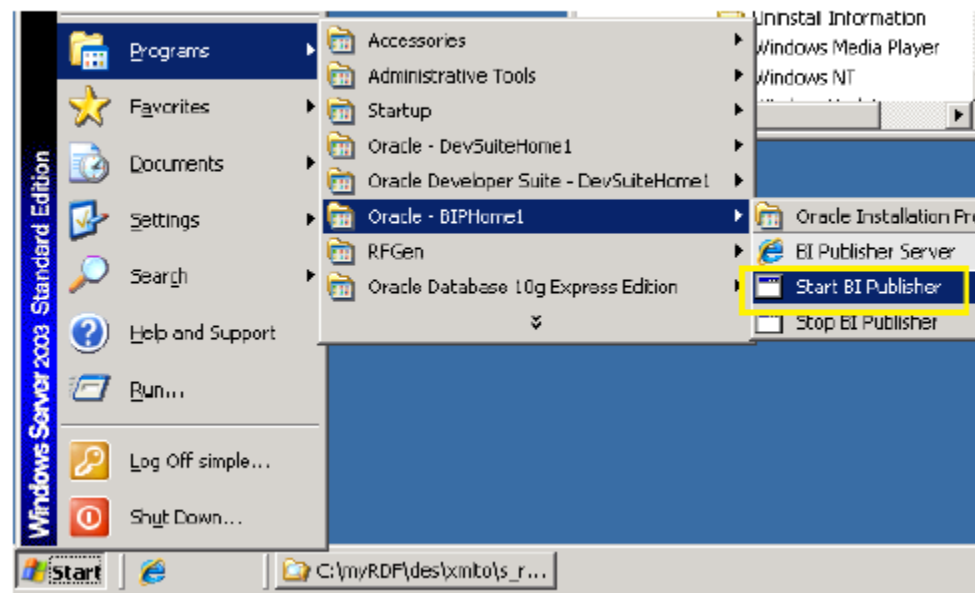 Uninstall Information
Windows Media Player
Windows NT
Programs
Favorites
Documents
Settings
Search
Help and Support
Run...
Log Off simple...
Shut Down...
Windows Server 2003 Standard Edition
Accessories
Administrative Tools
Startup
Oracle - DevSuiteHome1
Oracle Developer Suite - DevSuiteHome1
Oracle - BIPHome1
RFGen
Oracle Database 10g Express Edition
Oracle Installation Pr
BI Publisher Server
Start BI Publisher
Stop BI Publisher
Start
C:\myRDF\des\xmlto\s_r...